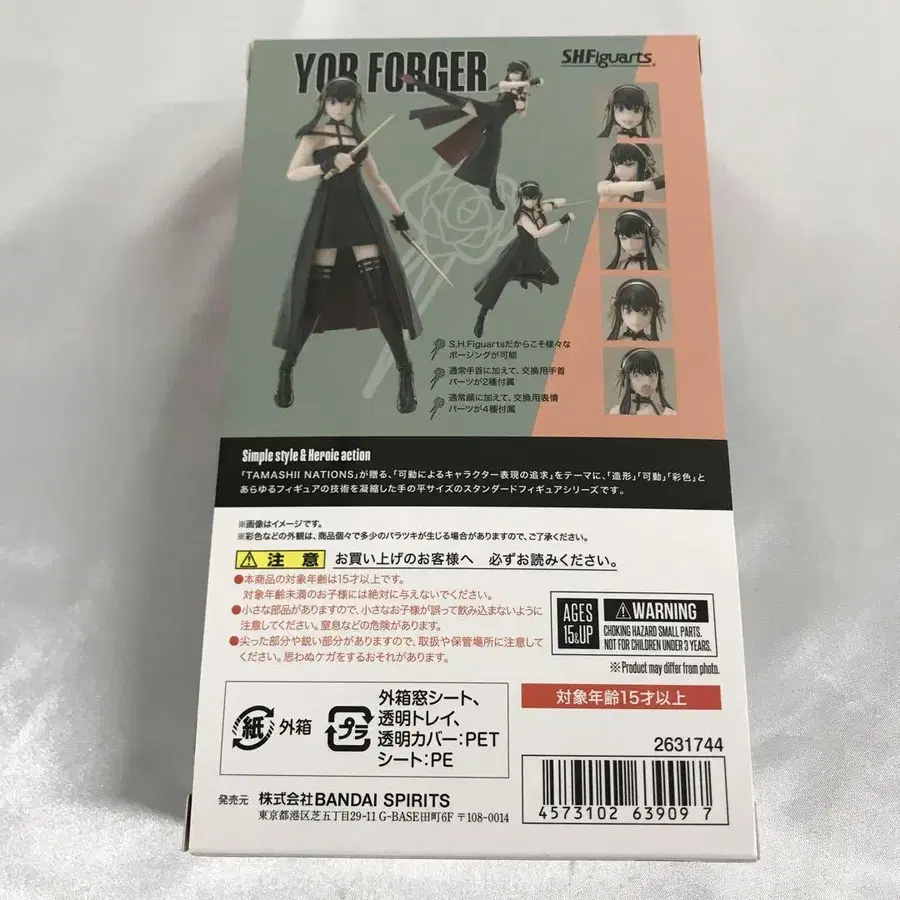 YOR FORGER
S.H.Figuarts
S.H.Figuartsだからこそ様々な
ポージングが可能
通常手首に加えて、交換用手首
パーツが2種付属
通常顔に加えて、交換用表情
パーツが4種付属
Simple style & Heroic action
「TAMASHII NATIONS」が贈る、「可動によるキャラクター表現の追求」をテーマに、「造形」「可動」「彩色」と
あらゆるフィギュアの技術を凝縮した手の平サイズのスタンダードフィギュアシリーズです。
※画像はイメージです。
※彩色などの外観は、商品個々で多少のバラツキが生じる場合がありますので、ご了承ください。
注意 お買い上げのお客様へ 必ずお読みください。
●本商品の対象年齢は15才以上です。
対象年齢未満のお子様には絶対に与えないでください。
●小さな部品がありますので、小さなお子様が誤って飲み込まないように
注意してください。窒息などの危険があります。
●尖った部分や鋭い部分がありますので、取扱や保管場所に注意して
ください。思わぬケガをするおそれがあります。
AGES
15&UP
WARNING
CHOKING HAZARD SMALL PARTS.
NOT FOR CHILDREN UNDER 3 YEARS.
※Product may differ from photo.
対象年齢15才以上
紙 外箱
プラ
外箱窓シート、
透明トレイ、
透明カバー:PET
シート:PE
2631744
4573102 63909 7
発売元 株式会社BANDAI SPIRITS
東京都港区芝五丁目29-11 G-BASE田町6F 〒108-0014